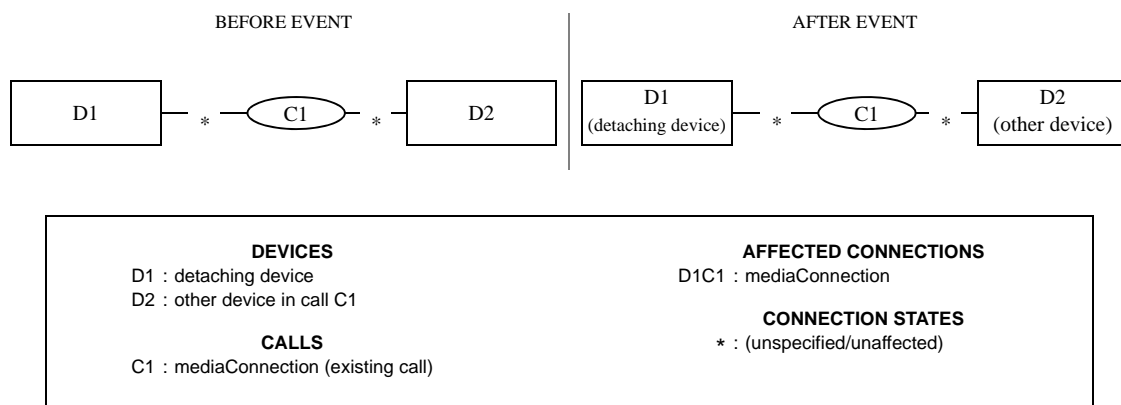 BEFORE EVENT
AFTER EVENT
D1
*
C1
*
D2
D1
(detaching device)
*
C1
*
D2
(other device)
DEVICES
D1 : detaching device
D2 : other device in call C1
CALLS
C1 : mediaConnection (existing call)
AFFECTED CONNECTIONS
D1C1 : mediaConnection
CONNECTION STATES
* : (unspecified/unaffected)